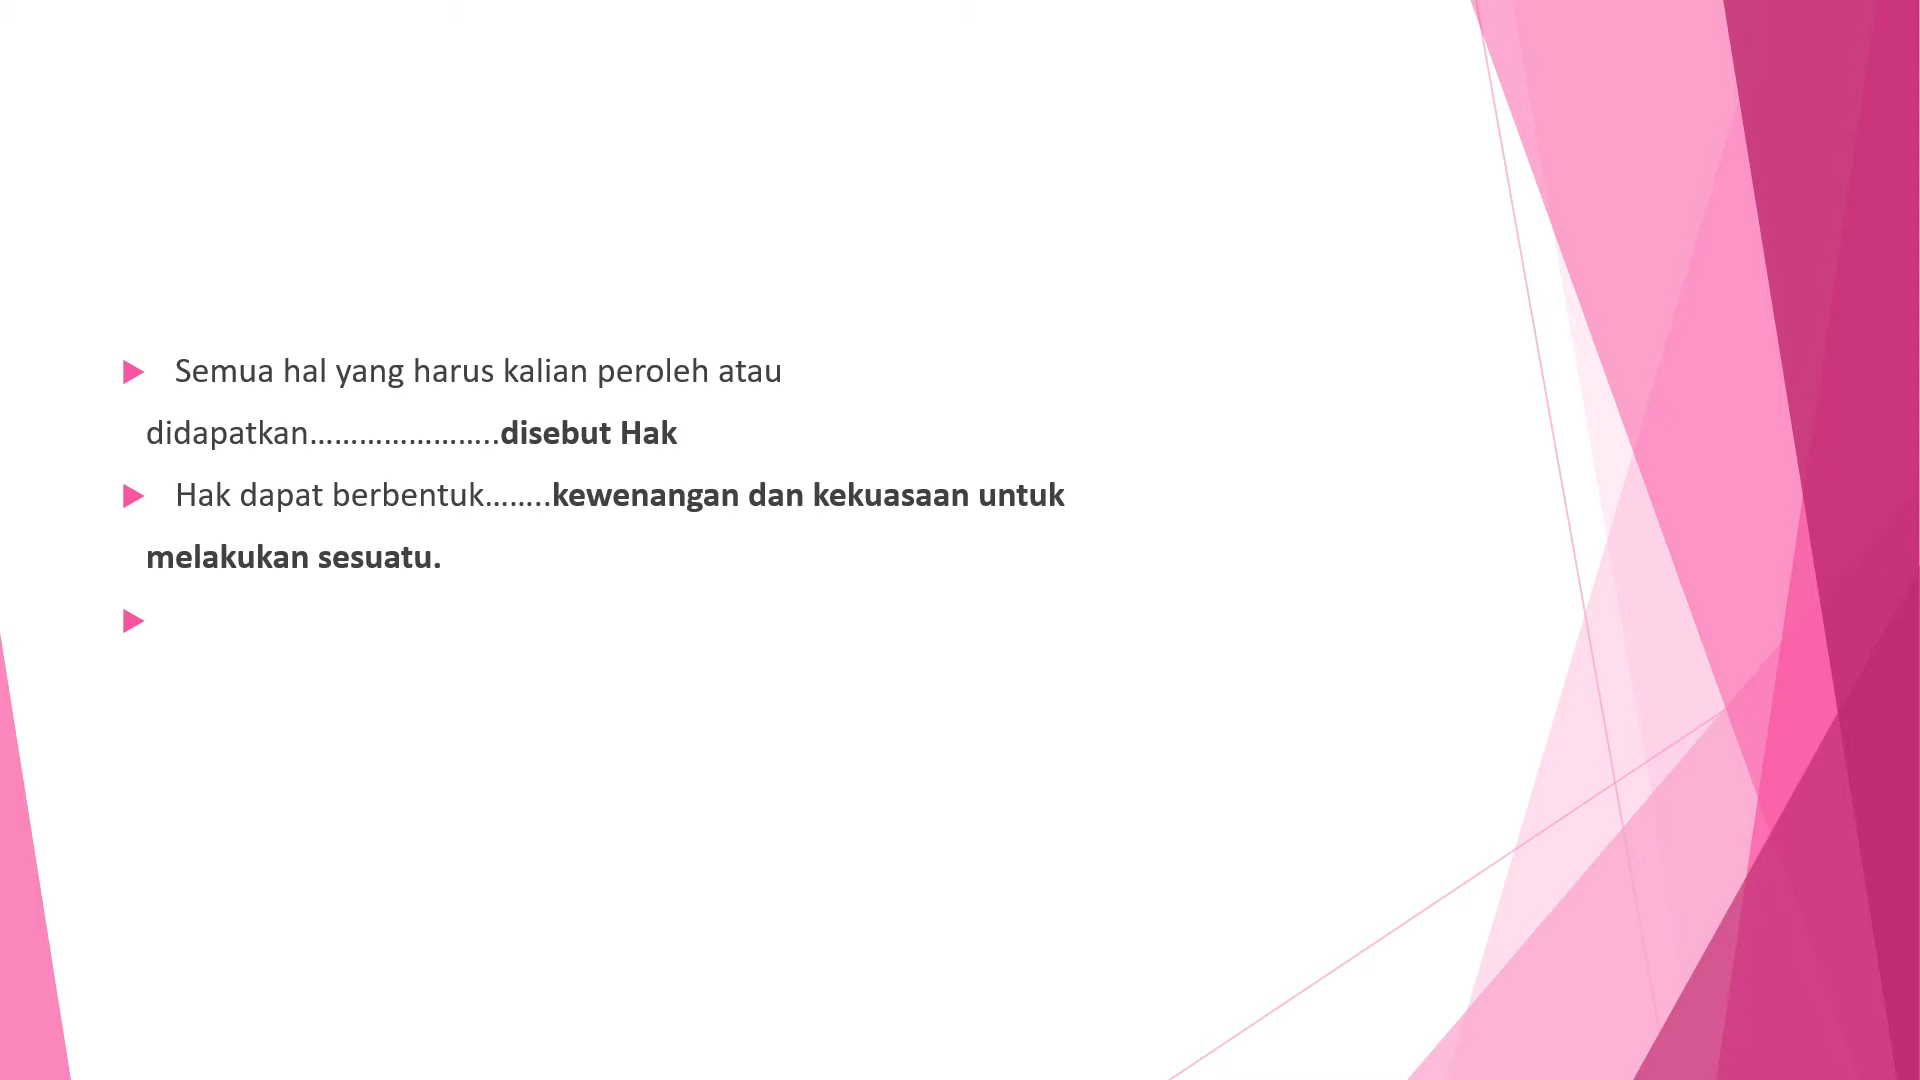 Semua hal yang harus kalian peroleh atau
didapatkan…………………..disebut Hak
Hak dapat berbentuk……..kewenangan dan kekuasaan untuk
melakukan sesuatu.